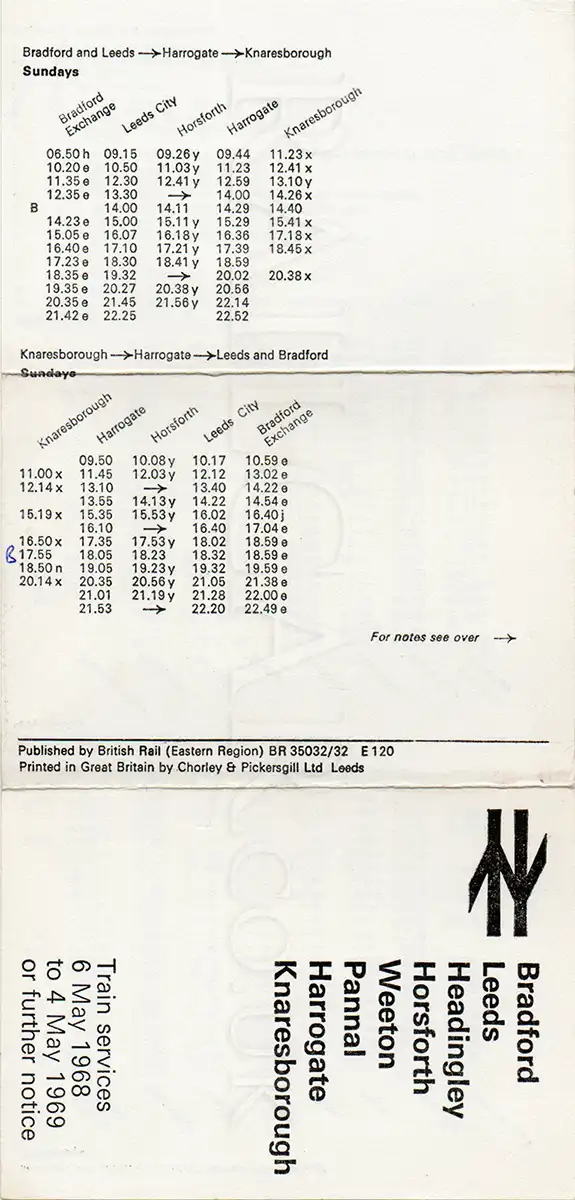 Bradford and Leeds → Harrogate → Knaresborough
Sundays
Bradford Exchange Leeds City Horsforth Harrogate Knaresborough
06.50 h 09.15 09.26 y 09.44 11.23 x
10.20 e 10.50 11.03 y 11.23 12.41 x
11.35 e 12.30 12.41 y 12.59 13.10 y
12.35 e 13.30 → 14.00 14.26 x
B 14.00 14.11 14.29 14.40
14.23 e 15.00 15.11 y 15.29 15.41 x
15.05 e 16.07 16.18 y 16.36 17.18 x
16.40 e 17.10 17.21 y 17.39 18.45 x
17.23 e 18.30 18.41 y 18.59
18.35 e 19.32 → 20.02 20.38 x
19.35 e 20.27 20.38 y 20.56
20.35 e 21.45 21.56 y 22.14
21.42 e 22.25 22.52
Knaresborough → Harrogate → Leeds and Bradford
Sundays
Knaresborough Harrogate Horsforth Leeds City Bradford Exchange
09.50 10.08 y 10.17 10.59 e
11.00 x 11.45 12.03 y 12.12 13.02 e
12.14 x 13.10 → 13.40 14.22 e
13.55 14.13 y 14.22 14.54 e
15.19 x 15.35 15.53 y 16.02 16.40 j
16.10 → 16.40 17.04 e
16.50 x 17.35 17.53 y 18.02 18.59 e
B 17.55 18.05 18.23 18.32 18.59 e
18.50 n 19.05 19.23 y 19.32 19.59 e
20.14 x 20.35 20.56 y 21.05 21.38 e
21.01 21.19 y 21.28 22.00 e
21.53 → 22.20 22.49 e
For notes see over →
Published by British Rail (Eastern Region) BR 35032/32 E 120
Printed in Great Britain by Chorley & Pickersgill Ltd Leeds
Bradford
Leeds
Headingley
Horsforth
Weeton
Pannal
Harrogate
Knaresborough
Train services
6 May 1968
to 4 May 1969
or further notice